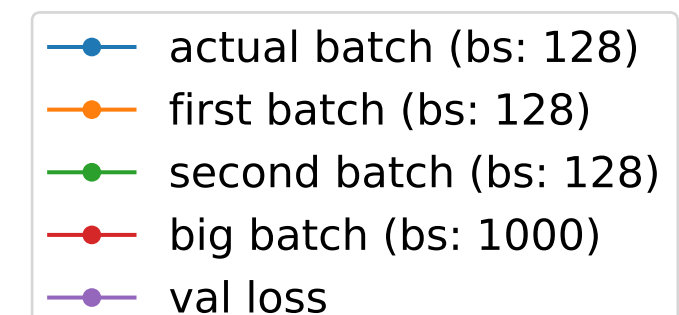 actual batch (bs: 128)
first batch (bs: 128)
second batch (bs: 128)
big batch (bs: 1000)
val loss